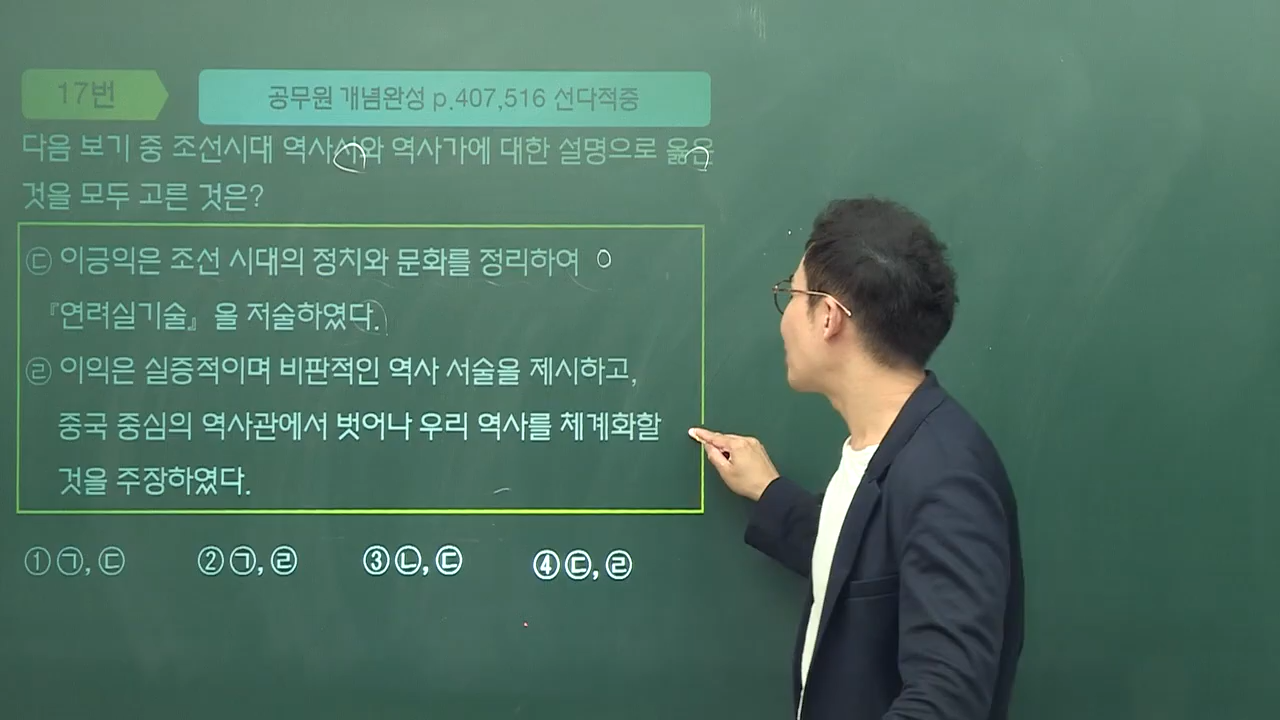 17번
공무원 개념완성 p.407,516 선다적중
다음 보기 중 조선시대 역사서와 역사가에 대한 설명으로 옳은
것을 모두 고른 것은?
㉢ 이긍익은 조선 시대의 정치와 문화를 정리하여
『연려실기술』을 저술하였다.
㉣ 이익은 실증적이며 비판적인 역사 서술을 제시하고,
중국 중심의 역사관에서 벗어나 우리 역사를 체계화할
것을 주장하였다.
①㉠, ㉢ ②㉠, ㉣ ③㉡, ㉢ ④㉢, ㉣